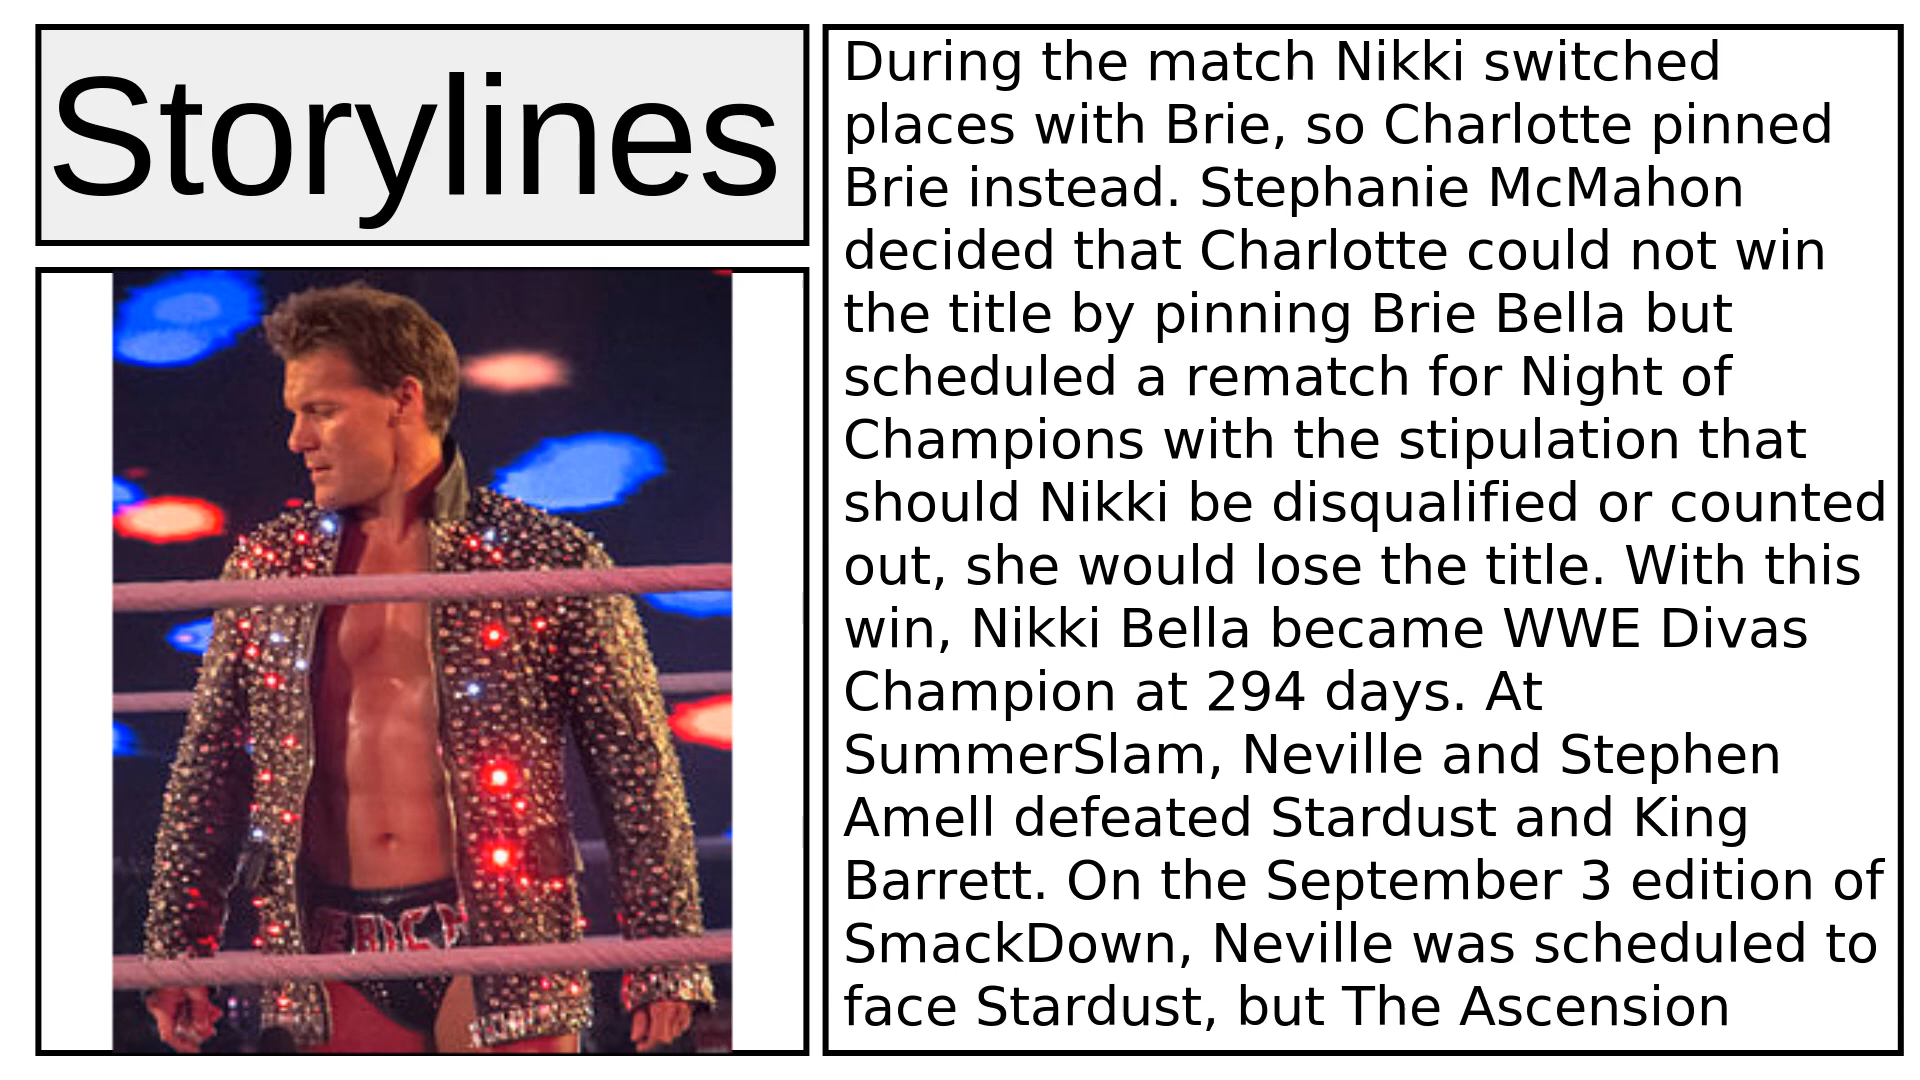 Storylines
During the match Nikki switched
places with Brie, so Charlotte pinned
Brie instead. Stephanie McMahon
decided that Charlotte could not win
the title by pinning Brie Bella but
scheduled a rematch for Night of
Champions with the stipulation that
should Nikki be disqualified or counted
out, she would lose the title. With this
win, Nikki Bella became WWE Divas
Champion at 294 days. At
SummerSlam, Neville and Stephen
Amell defeated Stardust and King
Barrett. On the September 3 edition of
SmackDown, Neville was scheduled to
face Stardust, but The Ascension